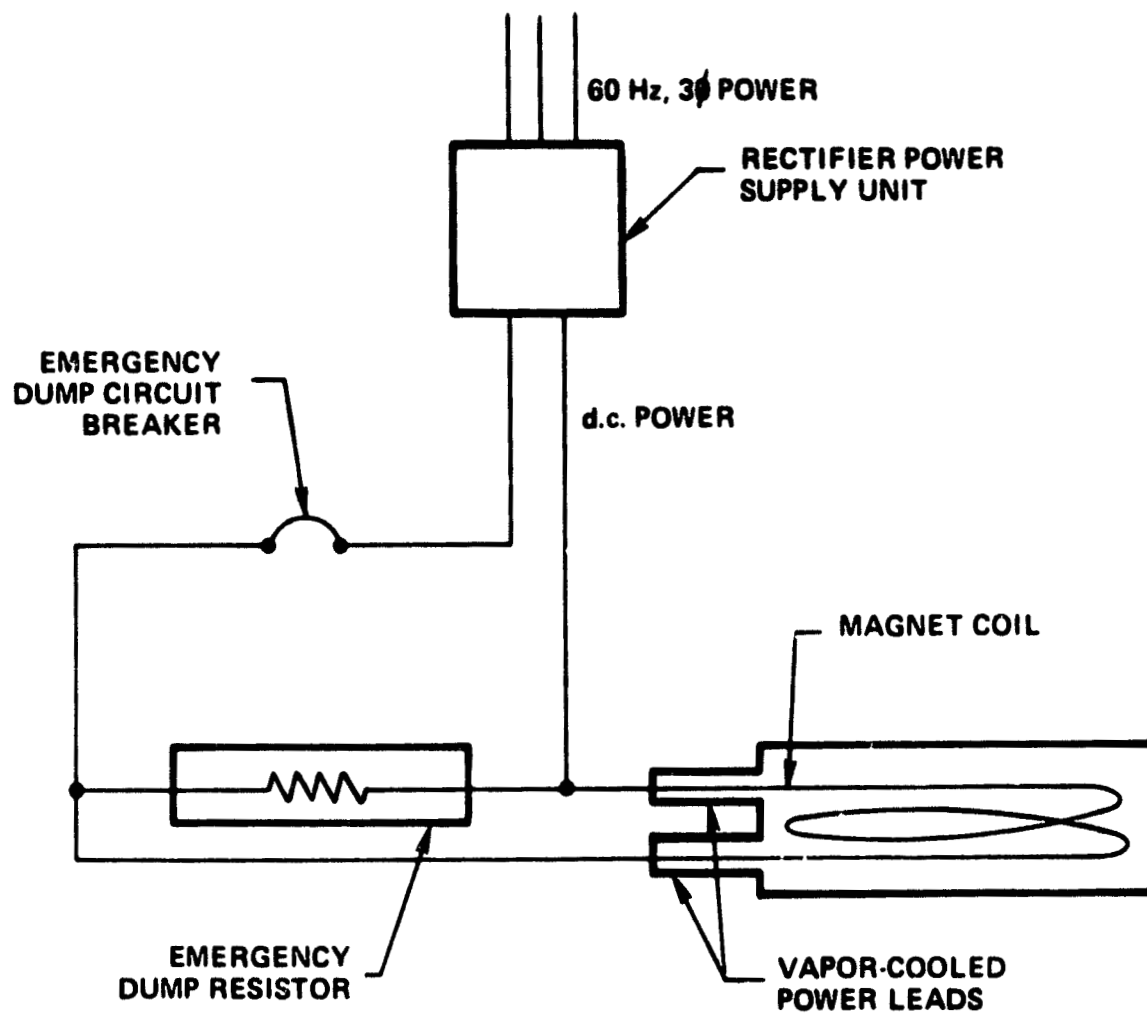 60 Hz, 3ϕ POWER
RECTIFIER POWER
SUPPLY UNIT
EMERGENCY
DUMP CIRCUIT
BREAKER
d.c. POWER
MAGNET COIL
EMERGENCY
DUMP RESISTOR
VAPOR-COOLED
POWER LEADS